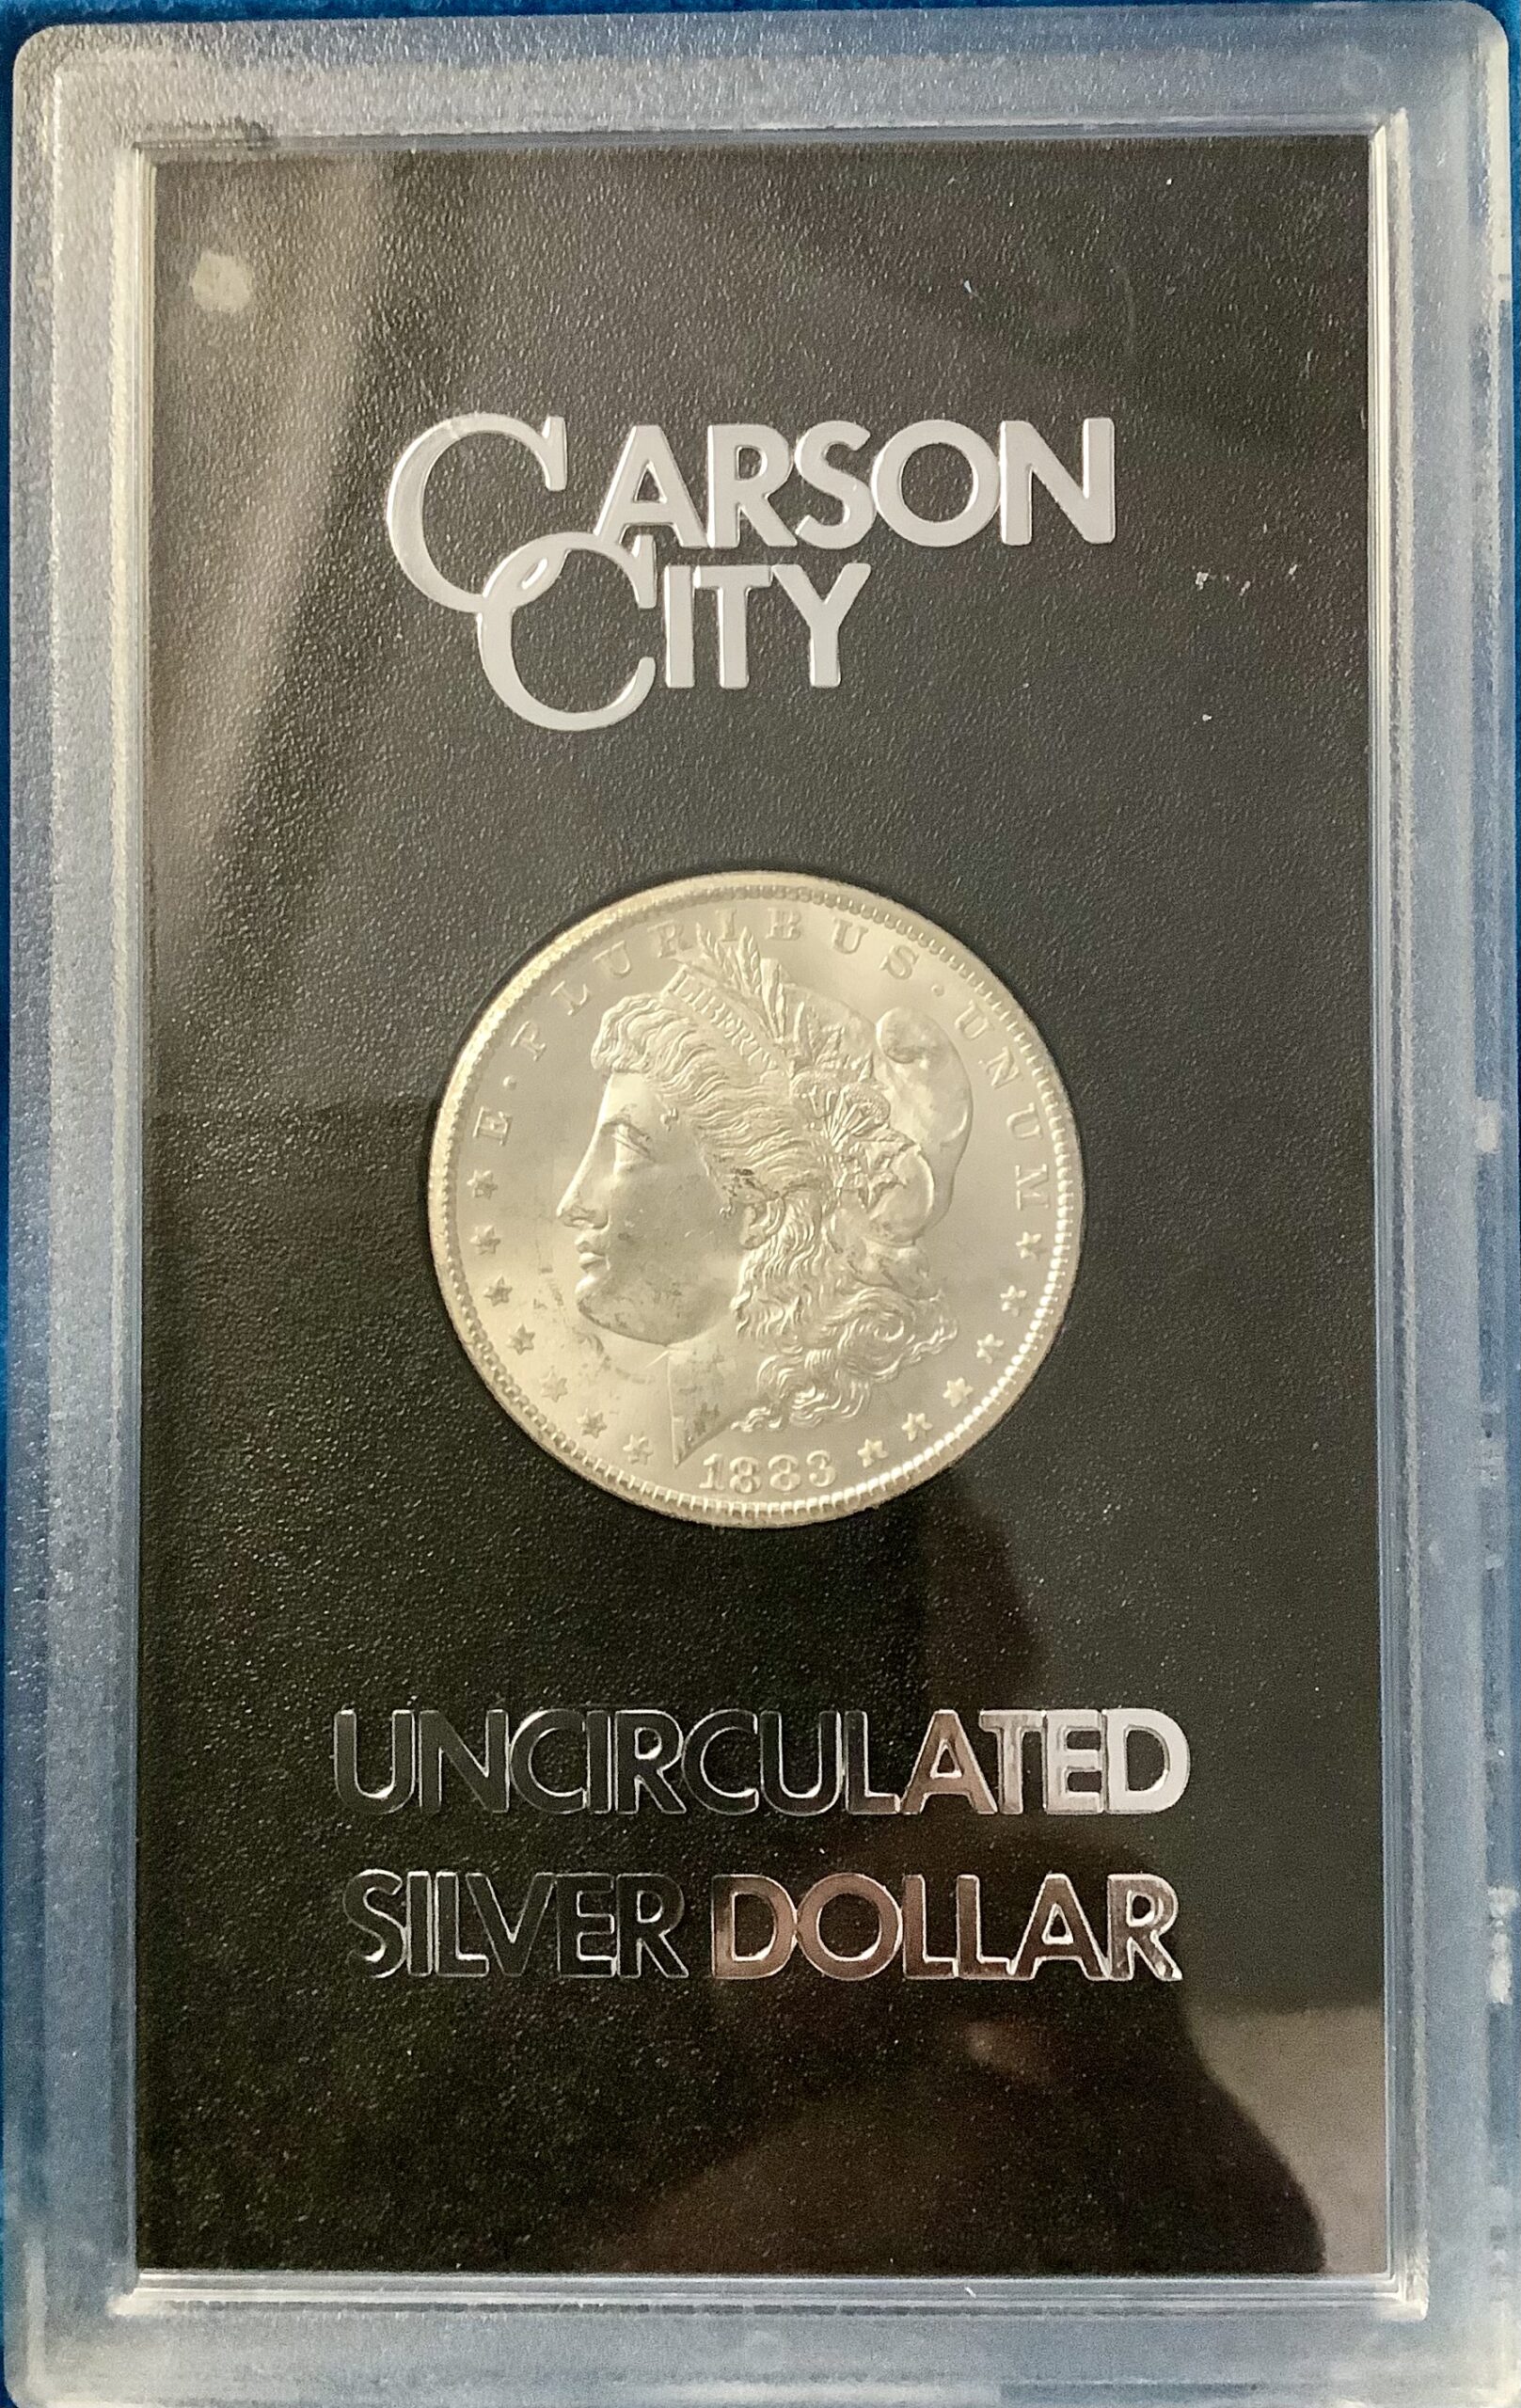 CARSON
CITY
E · PLURIBUS · UNUM
LIBERTY
1883
UNCIRCULATED
SILVER DOLLAR